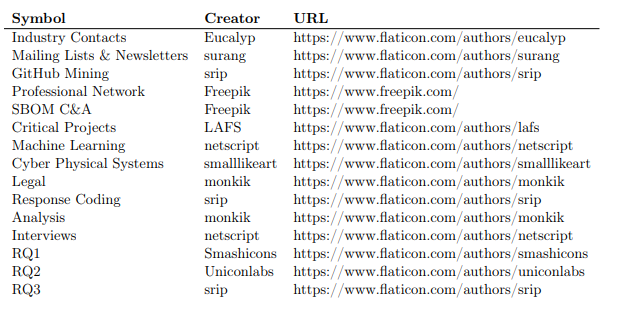 Symbol Creator URL
Industry Contacts Eucalyp https://www.flaticon.com/authors/eucalyp
Mailing Lists & Newsletters surang https://www.flaticon.com/authors/surang
GitHub Mining srip https://www.flaticon.com/authors/srip
Professional Network Freepik https://www.freepik.com/
SBOM C&A Freepik https://www.freepik.com/
Critical Projects LAFS https://www.flaticon.com/authors/lafs
Machine Learning netscript https://www.flaticon.com/authors/netscript
Cyber Physical Systems smalllikeart https://www.flaticon.com/authors/smalllikeart
Legal monkik https://www.flaticon.com/authors/monkik
Response Coding srip https://www.flaticon.com/authors/srip
Analysis monkik https://www.flaticon.com/authors/monkik
Interviews netscript https://www.flaticon.com/authors/netscript
RQ1 Smashicons https://www.flaticon.com/authors/smashicons
RQ2 Uniconlabs https://www.flaticon.com/authors/uniconlabs
RQ3 srip https://www.flaticon.com/authors/srip